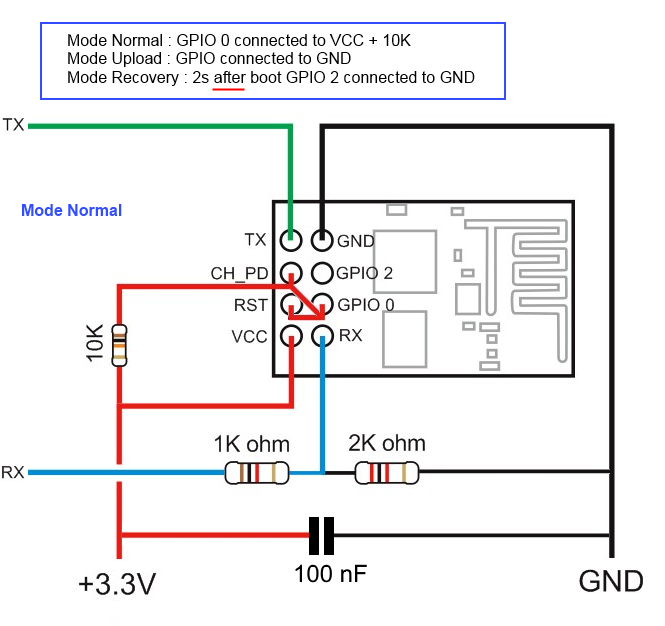 Mode Normal : GPIO 0 connected to VCC + 10K
Mode Upload : GPIO connected to GND
Mode Recovery : 2s after boot GPIO 2 connected to GND
TX
Mode Normal
TX GND
CH_PD GPIO 2
RST GPIO 0
VCC RX
10K
1K ohm 2K ohm
RX
100 nF
+3.3V GND